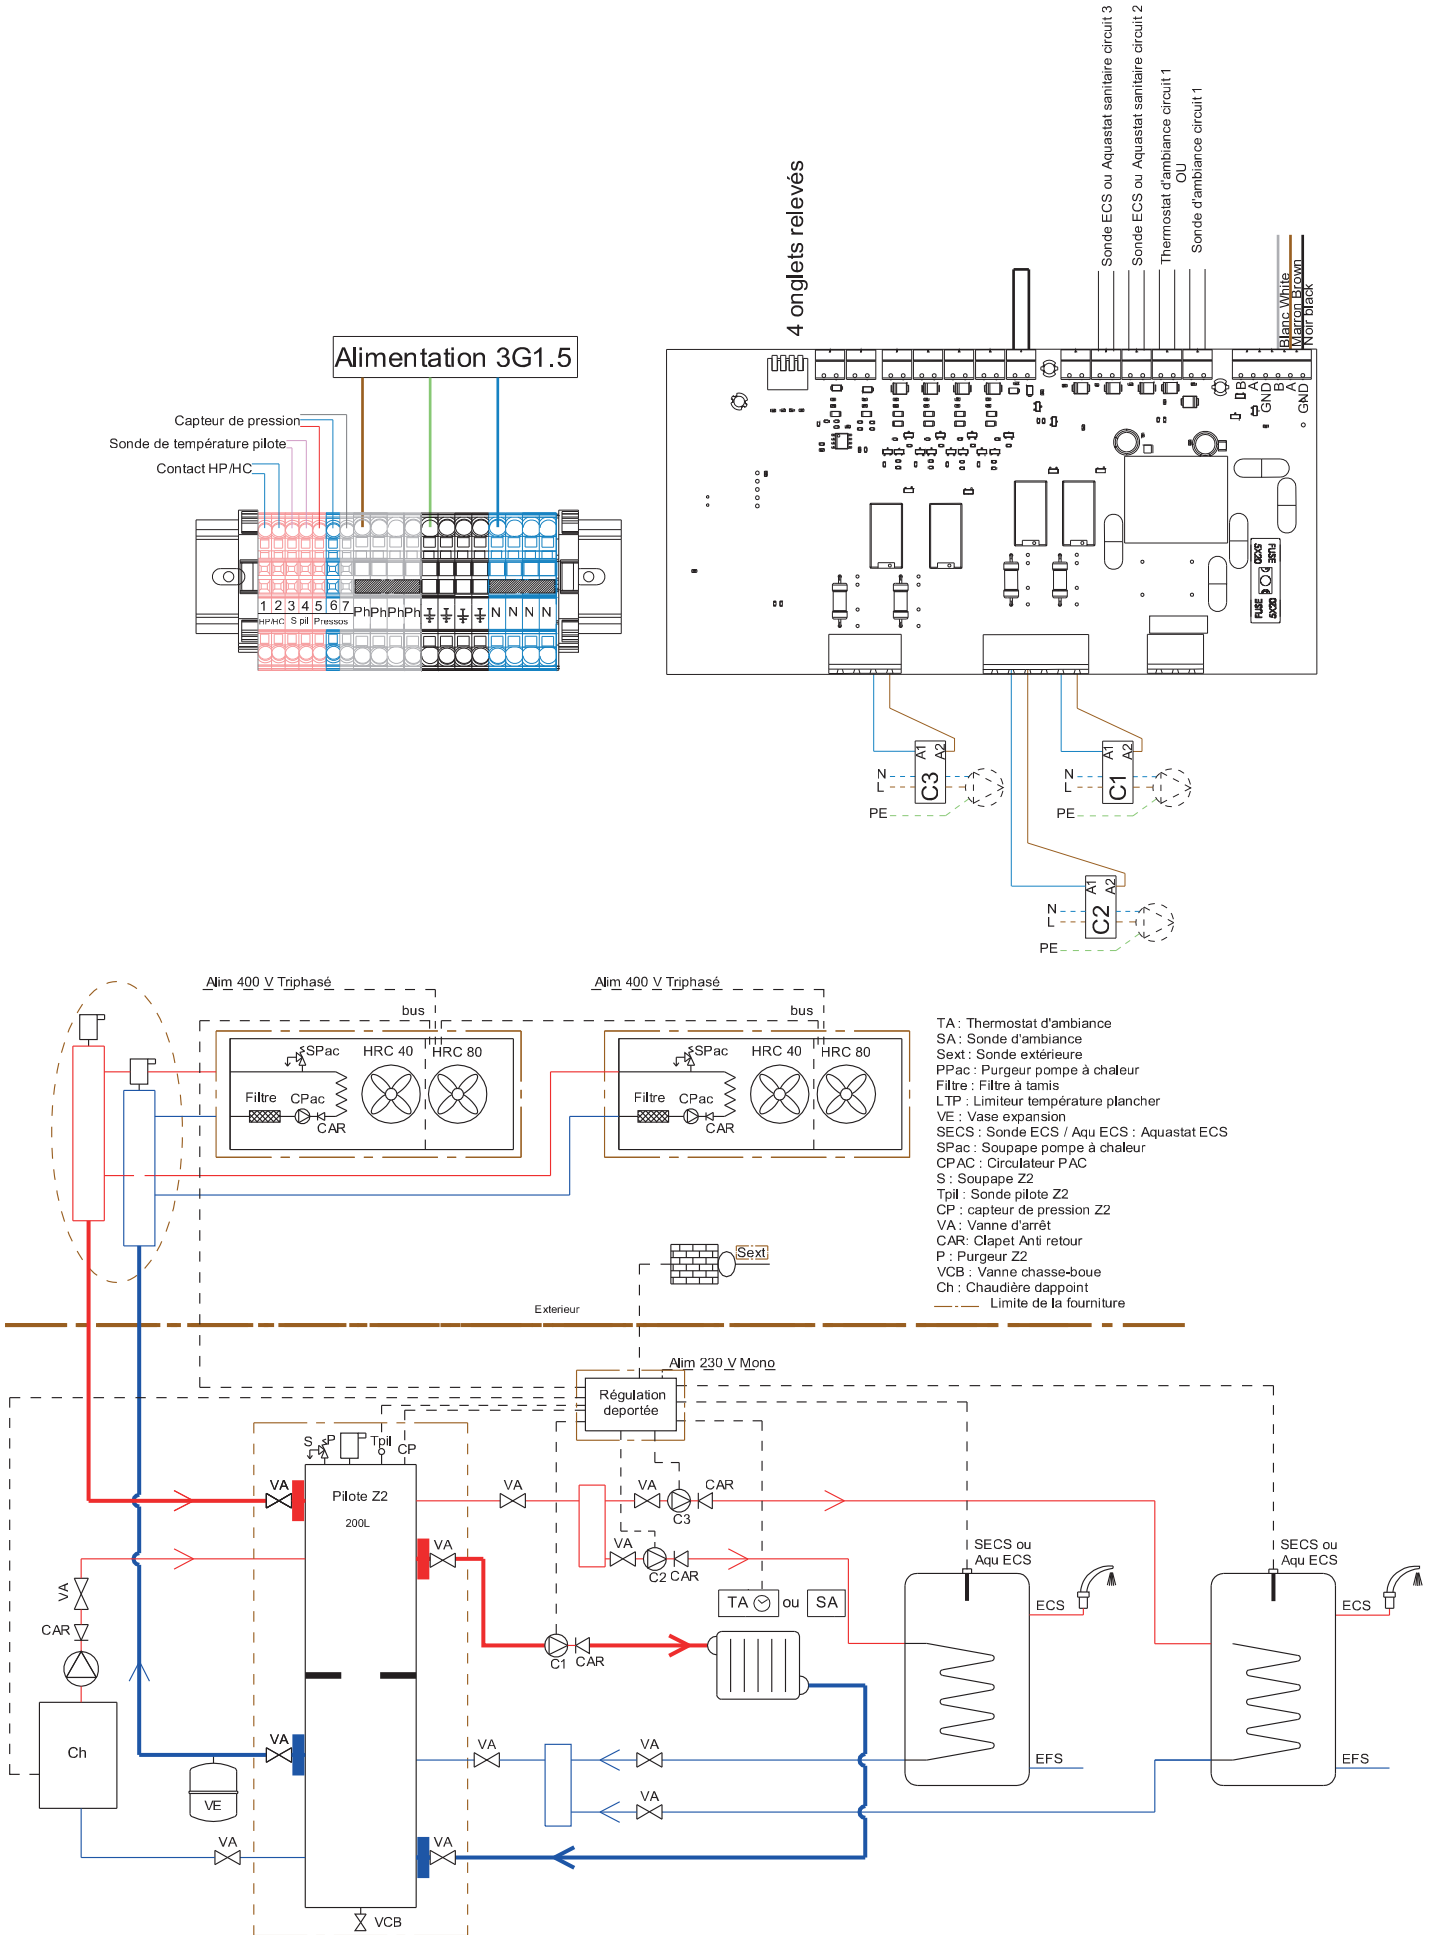 Sonde ECS ou Aquastat sanitaire circuit 3
Sonde ECS ou Aquastat sanitaire circuit 2
Thermostat d'ambiance circuit 1
OU
Sonde d'ambiance circuit 1
4 onglets relevés
Blanc White
Marron Brown
Noir black
Alimentation 3G1.5
Capteur de pression
Sonde de température pilote
Contact HP/HC
B
A
GND
B
A
GND
FUSE 5X20
FUSE 5X20
1 2 3 4 5 6 7 Ph Ph Ph Ph N N N N
HP/HC S pil Pressos
A1 A2
C3
N
L
PE
A1 A2
C1
N
L
PE
A1 A2
C2
N
L
PE
Alim 400 V Triphasé
bus
SPac
HRC 40
HRC 80
Filtre
CPac
CAR
Alim 400 V Triphasé
bus
SPac
HRC 40
HRC 80
Filtre
CPac
CAR
TA : Thermostat d'ambiance
SA : Sonde d'ambiance
Sext : Sonde extérieure
PPac : Purgeur pompe à chaleur
Filtre : Filtre à tamis
LTP : Limiteur température plancher
VE : Vase expansion
SECS : Sonde ECS / Aqu ECS : Aquastat ECS
SPac : Soupape pompe à chaleur
CPAC : Circulateur PAC
S : Soupape Z2
Tpil : Sonde pilote Z2
CP : capteur de pression Z2
VA : Vanne d'arrêt
CAR: Clapet Anti retour
P : Purgeur Z2
VCB : Vanne chasse-boue
Ch : Chaudière dappoint
Limite de la fourniture
Sext
Exterieur
Alim 230 V Mono
Régulation
deportée
S
P
Tpil
CP
VA
Pilote Z2
200L
VA
VA
CAR
C3
VA
VA
C2
CAR
SECS ou
Aqu ECS
SECS ou
Aqu ECS
VA
TA
ou
SA
ECS
ECS
CAR
C1
CAR
Ch
VA
VE
VA
VA
EFS
EFS
VA
VA
VA
VCB